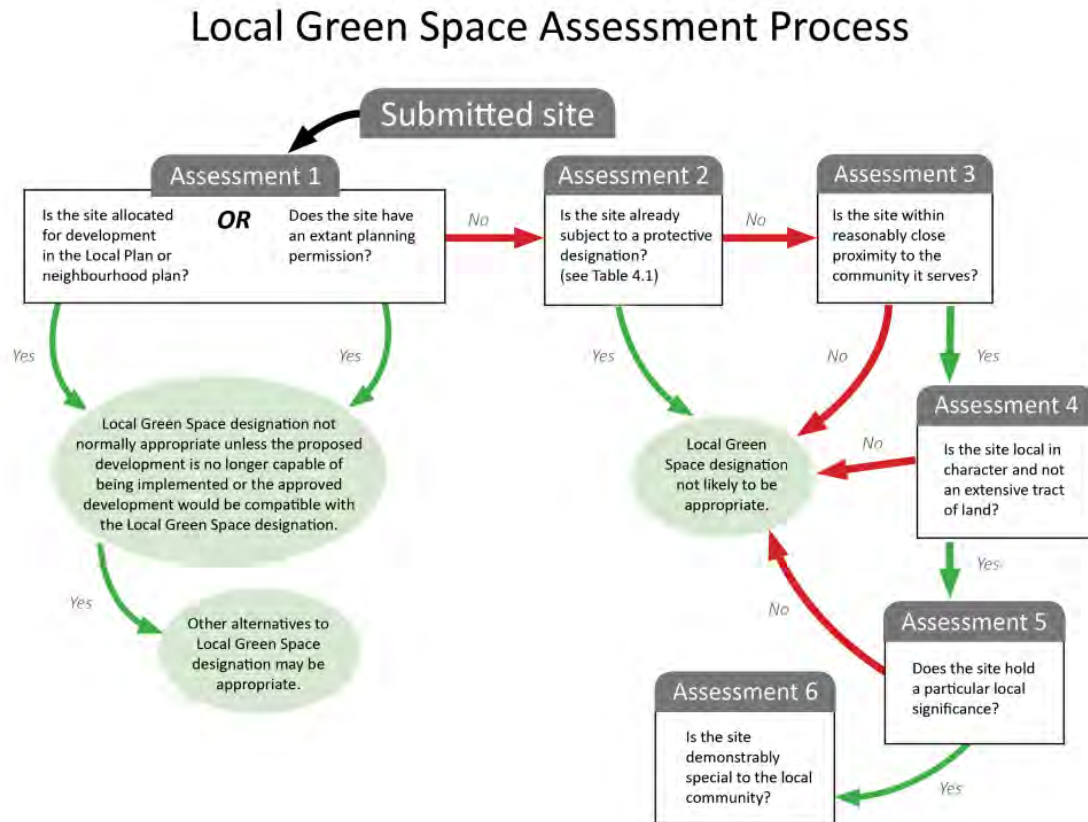 Local Green Space Assessment Process
Submitted site
Assessment 1
Is the site allocated
for development
in the Local Plan or
neighbourhood plan?
OR
Does the site have
an extant planning
permission?
No
Assessment 2
Is the site already
subject to a protective
designation?
(see Table 4.1)
No
Assessment 3
Is the site within
reasonably close
proximity to the
community it serves?
Yes
Yes
Yes
No
Yes
Local Green Space designation not
normally appropriate unless the proposed
development is no longer capable of
being implemented or the approved
development would be compatible with
the Local Green Space designation.
Local Green
Space designation
not likely to be
appropriate.
No
Assessment 4
Is the site local in
character and not
an extensive tract
of land?
Yes
Yes
Other alternatives to
Local Green Space
designation may be
appropriate.
No
Assessment 5
Does the site hold
a particular local
significance?
Yes
Assessment 6
Is the site
demonstrably
special to the local
community?